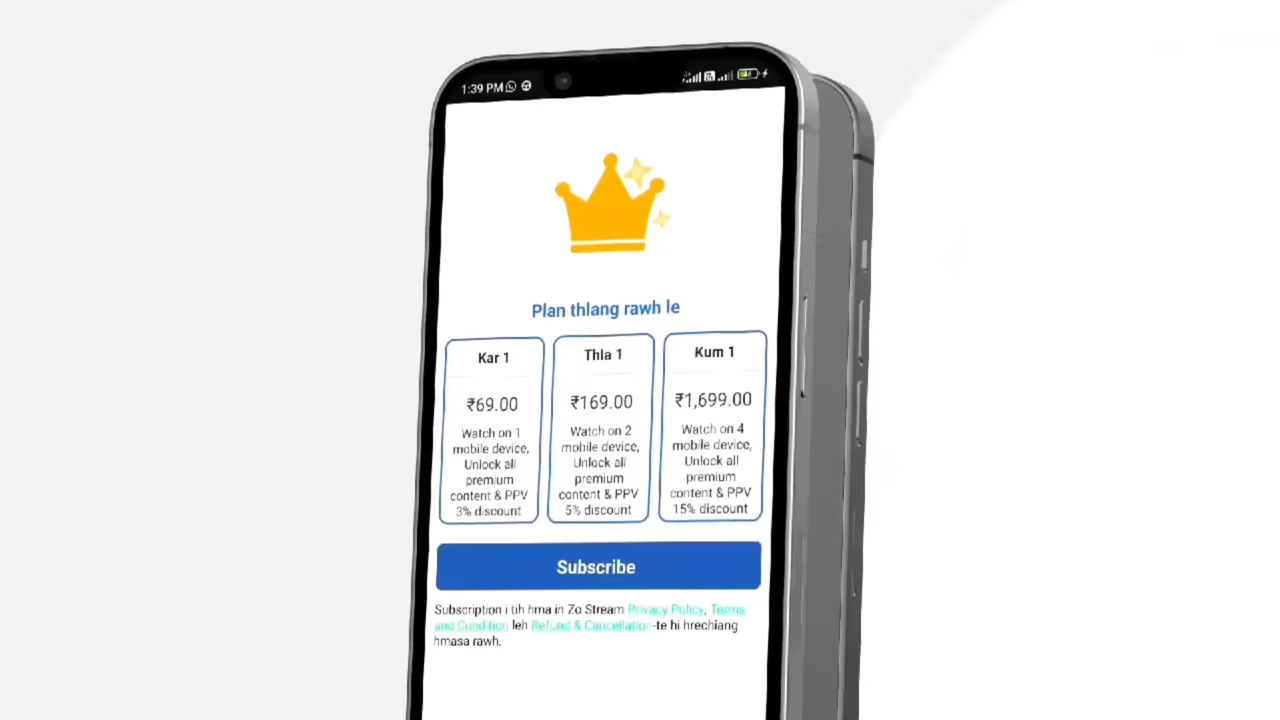 1:39 PM
Plan thlang rawh le
Kar 1
₹69.00
Watch on 1
mobile device,
Unlock all
premium
content & PPV
3% discount
Thla 1
₹169.00
Watch on 2
mobile device,
Unlock all
premium
content & PPV
5% discount
Kum 1
₹1,699.00
Watch on 4
mobile device,
Unlock all
premium
content & PPV
15% discount
Subscribe
Subscription i tih hma in Zo Stream Privacy Policy, Terms
and Condition leh Refund & Cancellation-te hi hrechiang
hmasa rawh.